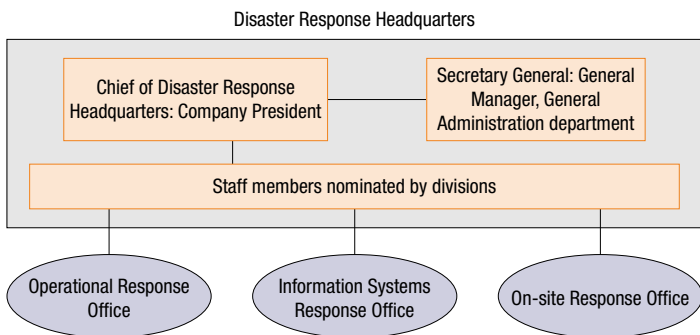 Disaster Response Headquarters
Chief of Disaster Response
Headquarters: Company President
Secretary General: General
Manager, General
Administration department
Staff members nominated by divisions
Operational Response
Office
Information Systems
Response Office
On-site Response Office